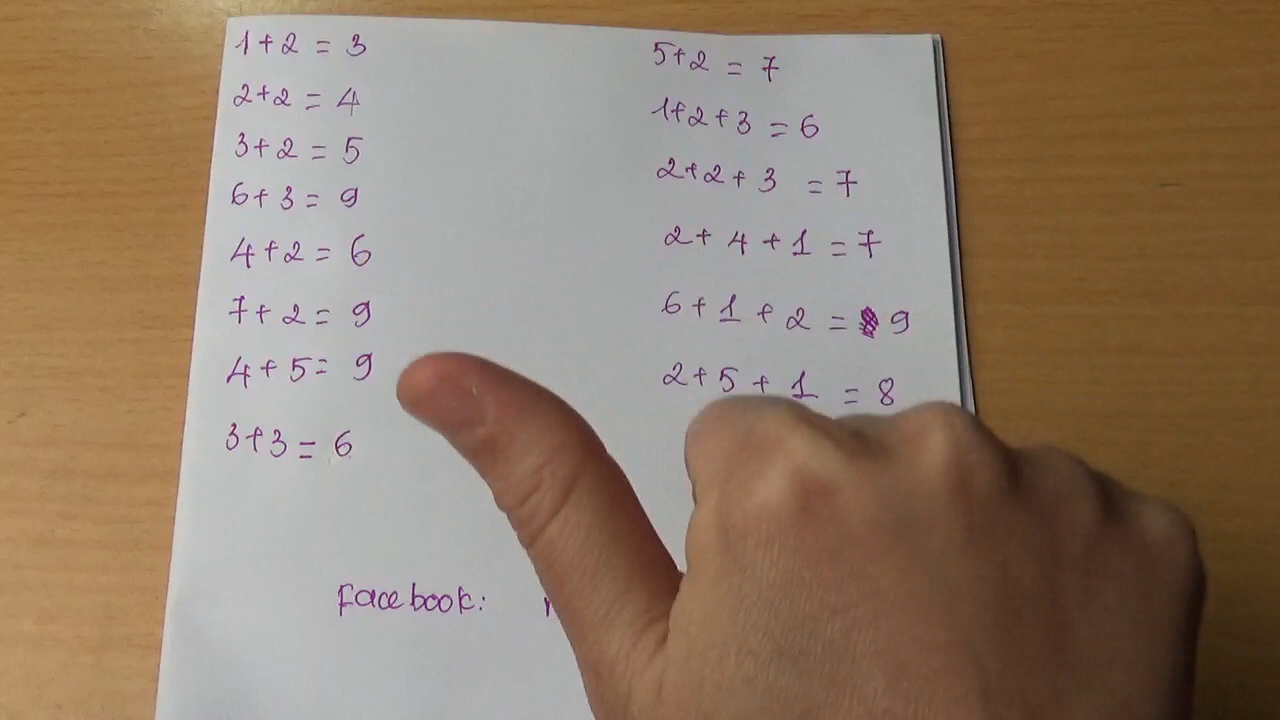 1+2 = 3
2+2 = 4
3+2 = 5
6+3 = 9
4+2 = 6
7+2 = 9
4+5= 9
3+3 = 6
5+2 = 7
1+2+3 = 6
2+2+3 = 7
2+4+1 = 7
6+1+2 = 9
2+5+1 = 8
Facebook: